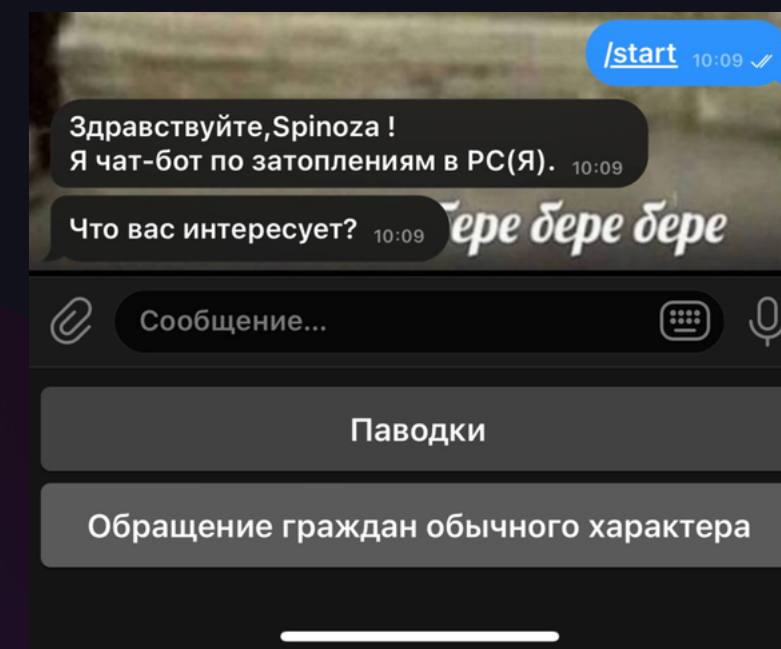 /start 10:09
Здравствуйте,Spinoza !
Я чат-бот по затоплениям в РС(Я). 10:09
Что вас интересует? 10:09
бере бере
Сообщение...
Паводки
Обращение граждан обычного характера